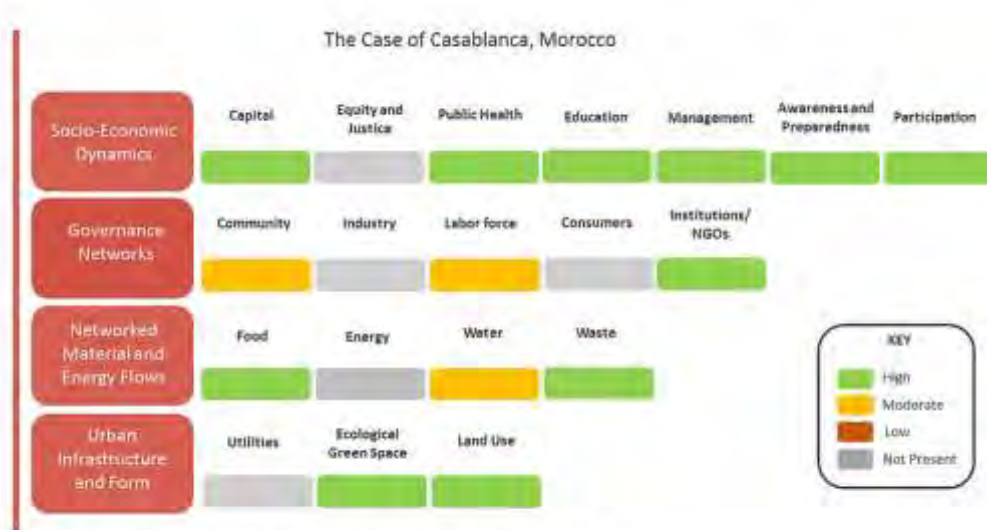 The Case of Casablanca, Morocco
Socio-Economic
Dynamics
Capital
Equity and
Justice
Public Health
Education
Management
Awareness and
Preparedness
Participation
Governance
Networks
Community
Industry
Labor force
Consumers
Institutions/
NGOs
Networked
Material and
Energy Flows
Food
Energy
Water
Waste
Urban
Infrastructure
and Form
Utilities
Ecological
Green Space
Land Use
KEY
High
Moderate
Low
Not Present